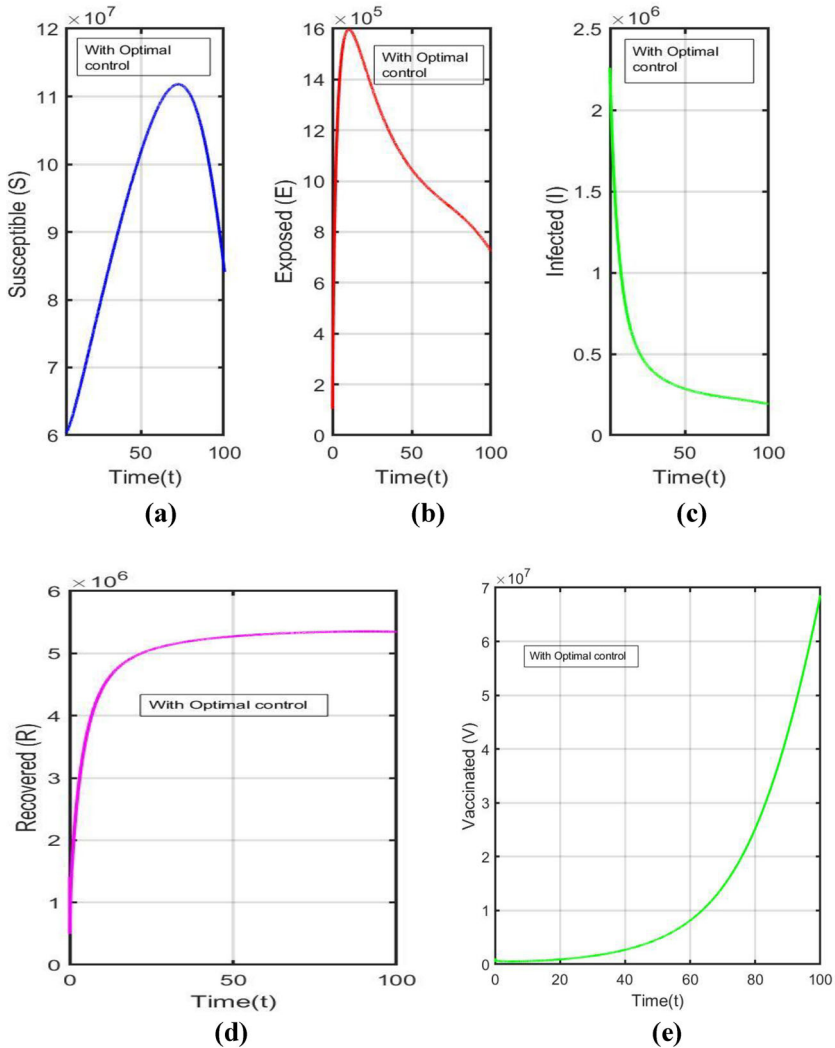 ×10^7
12
11
10
9
8
7
6
50
100
Susceptible (S)
Time(t)
With Optimal
control
(a)
×10^5
16
14
12
10
8
6
4
2
0
0
50
100
Exposed (E)
Time(t)
With Optimal
control
(b)
×10^6
2.5
2
1.5
1
0.5
0
50
100
Infected (I)
Time(t)
With Optimal
control
(c)
×10^6
6
5
4
3
2
1
0
0
50
100
Recovered (R)
Time(t)
With Optimal control
(d)
×10^7
7
6
5
4
3
2
1
0
0
20
40
60
80
100
Vaccinated (V)
Time(t)
With Optimal control
(e)